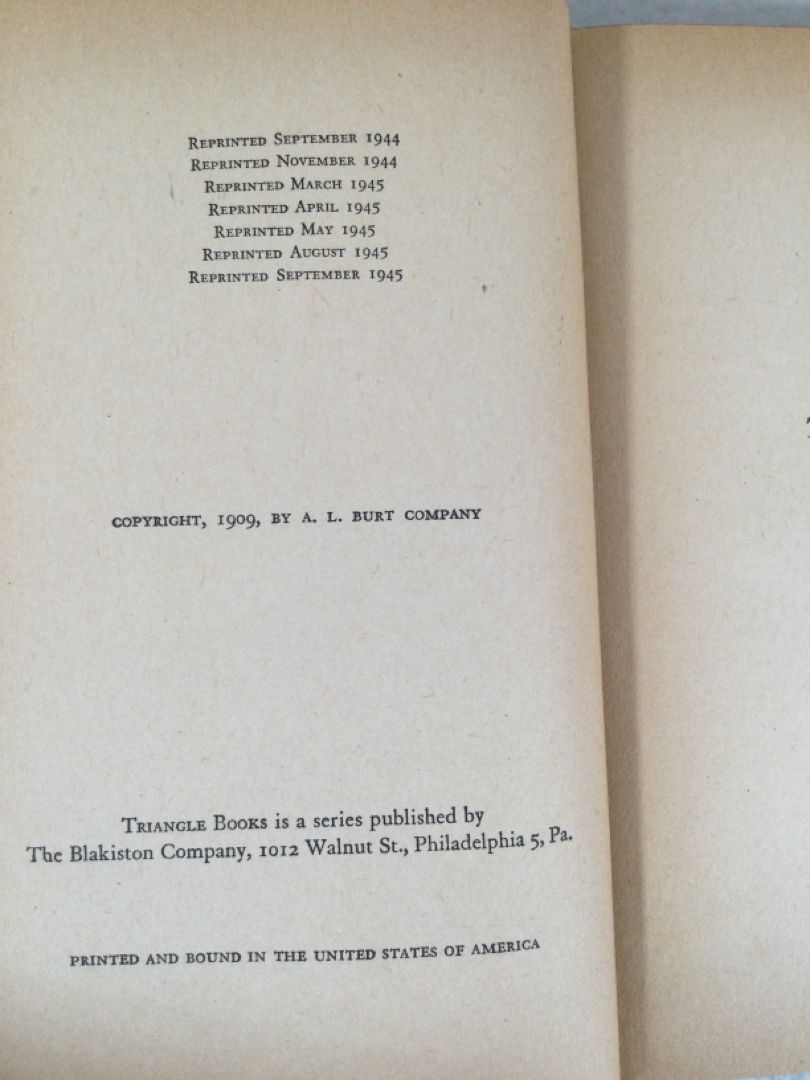 Reprinted September 1944
Reprinted November 1944
Reprinted March 1945
Reprinted April 1945
Reprinted May 1945
Reprinted August 1945
Reprinted September 1945
COPYRIGHT, 1909, BY A. L. BURT COMPANY
Triangle Books is a series published by
The Blakiston Company, 1012 Walnut St., Philadelphia 5, Pa.
PRINTED AND BOUND IN THE UNITED STATES OF AMERICA